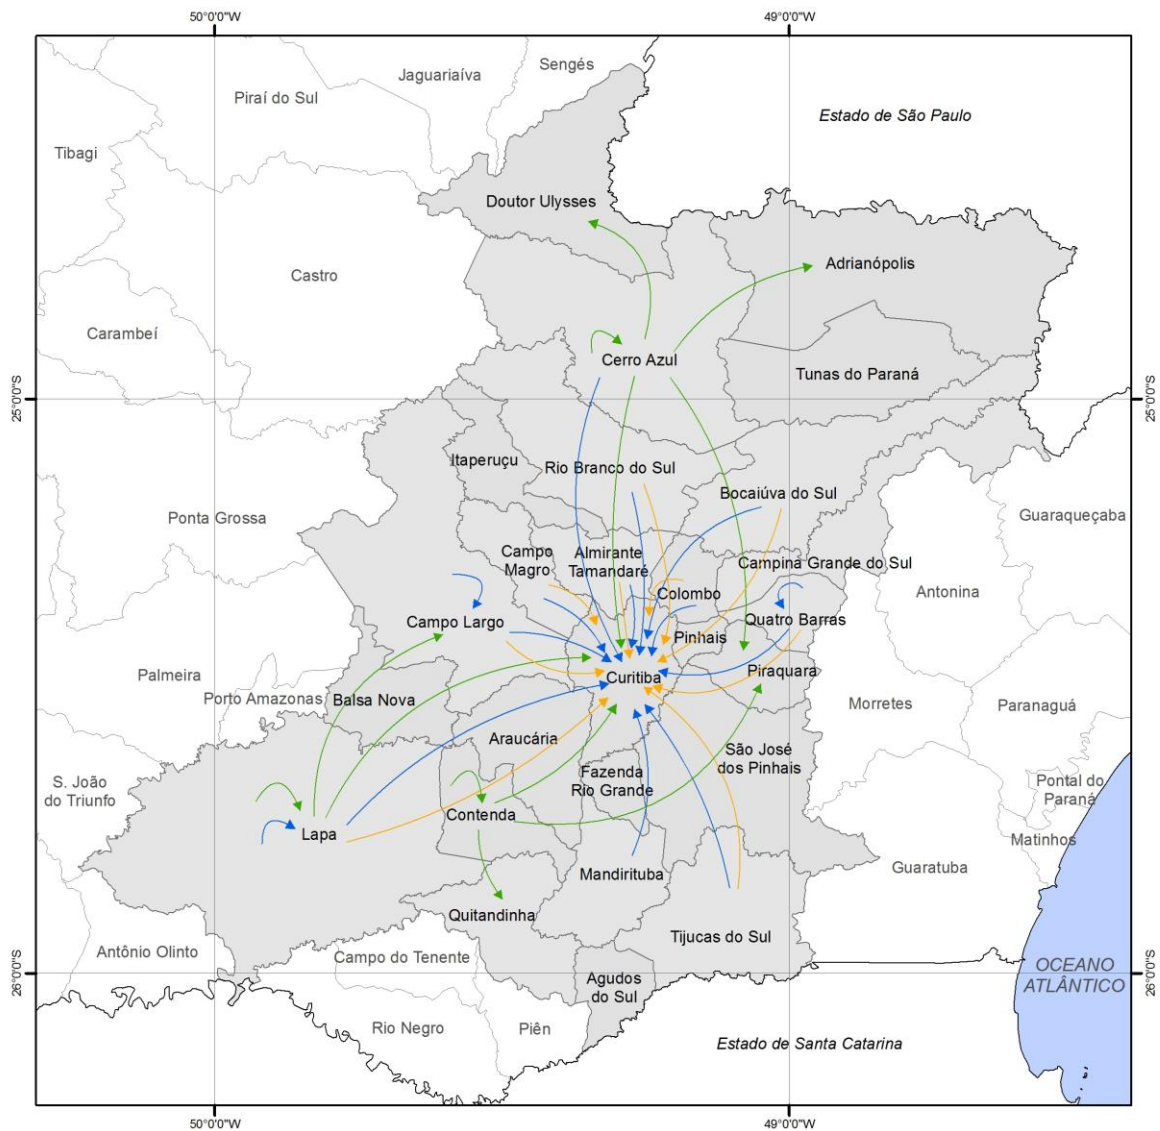 50°0'0"W
49°0'0"W
Sengés
Jaguariaíva
Piraí do Sul
Estado de São Paulo
Tibagi
Doutor Ulysses
Adrianópolis
Castro
Carambeí
Cerro Azul
Tunas do Paraná
25°0'0"S
25°0'0"S
Itaperuçu
Rio Branco do Sul
Bocaiúva do Sul
Ponta Grossa
Guaraqueçaba
Campo
Magro
Almirante
Tamandaré
Campina Grande do Sul
Colombo
Antonina
Campo Largo
Quatro Barras
Pinhais
Palmeira
Curitiba
Piraquara
Porto Amazonas
Balsa Nova
Morretes
Paranaguá
Araucária
São José
dos Pinhais
Fazenda
Rio Grande
S. João
do Triunfo
Pontal do
Paraná
Contenda
Lapa
Matinhos
Mandirituba
Guaratuba
Quitandinha
Tijucas do Sul
Antônio Olinto
Campo do Tenente
26°0'0"S
Agudos
do Sul
OCEANO
ATLÂNTICO
26°0'0"S
Rio Negro
Piên
Estado de Santa Catarina
50°0'0"W
49°0'0"W